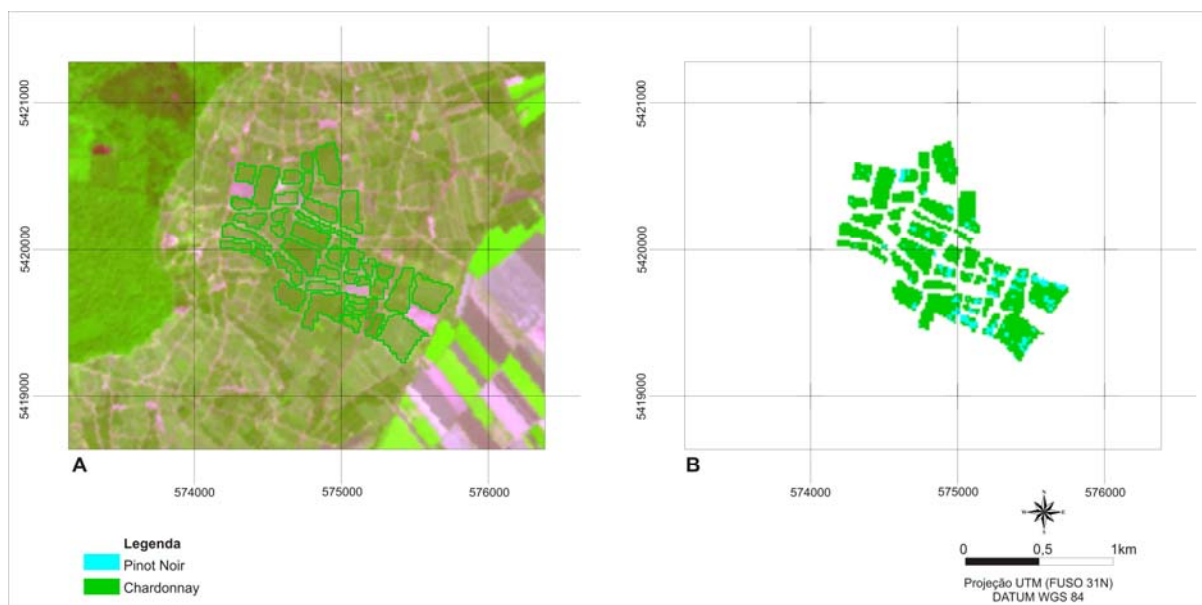 5421000
5420000
5419000
A
574000
575000
576000
5421000
5420000
5419000
B
574000
575000
576000
Legenda
Pinot Noir
Chardonnay
N
W
E
S
0
0,5
1km
Projeção UTM (FUSO 31N)
DATUM WGS 84